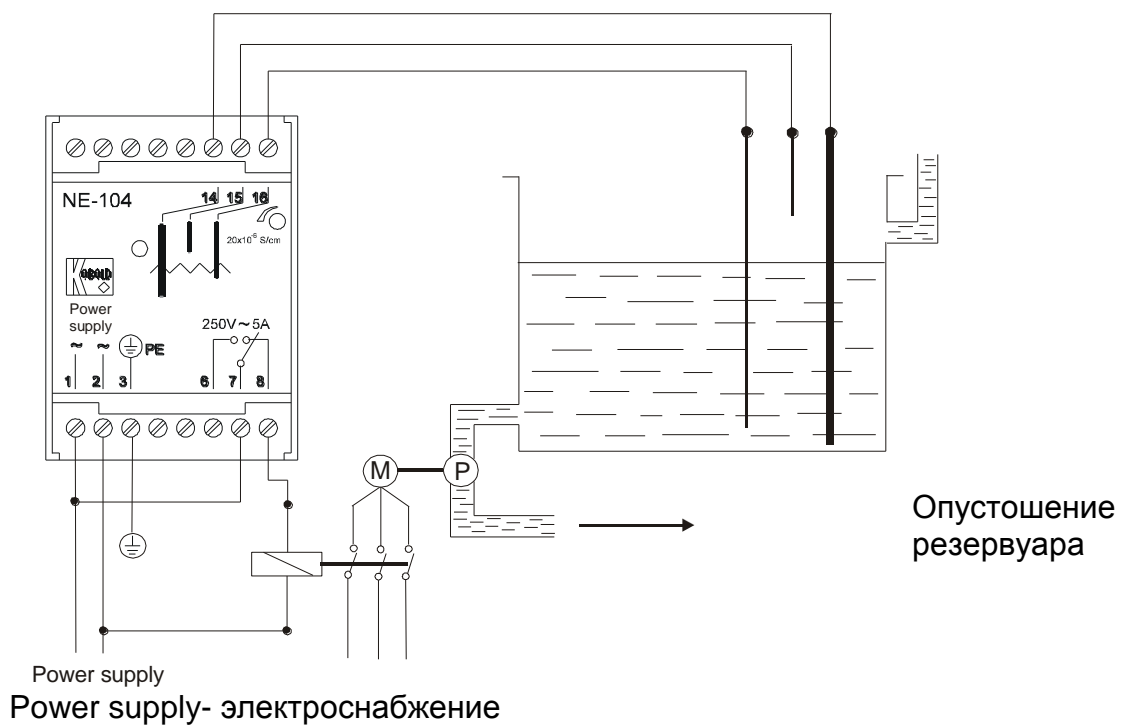 NE-104
14 15 16
20x10⁻⁶ S/cm
KOBOLD
Power
supply
250V~5A
~ ~ PE
1 2 3 6 7 8
M P
Опустошение
резервуара
Power supply
Power supply- электроснабжение